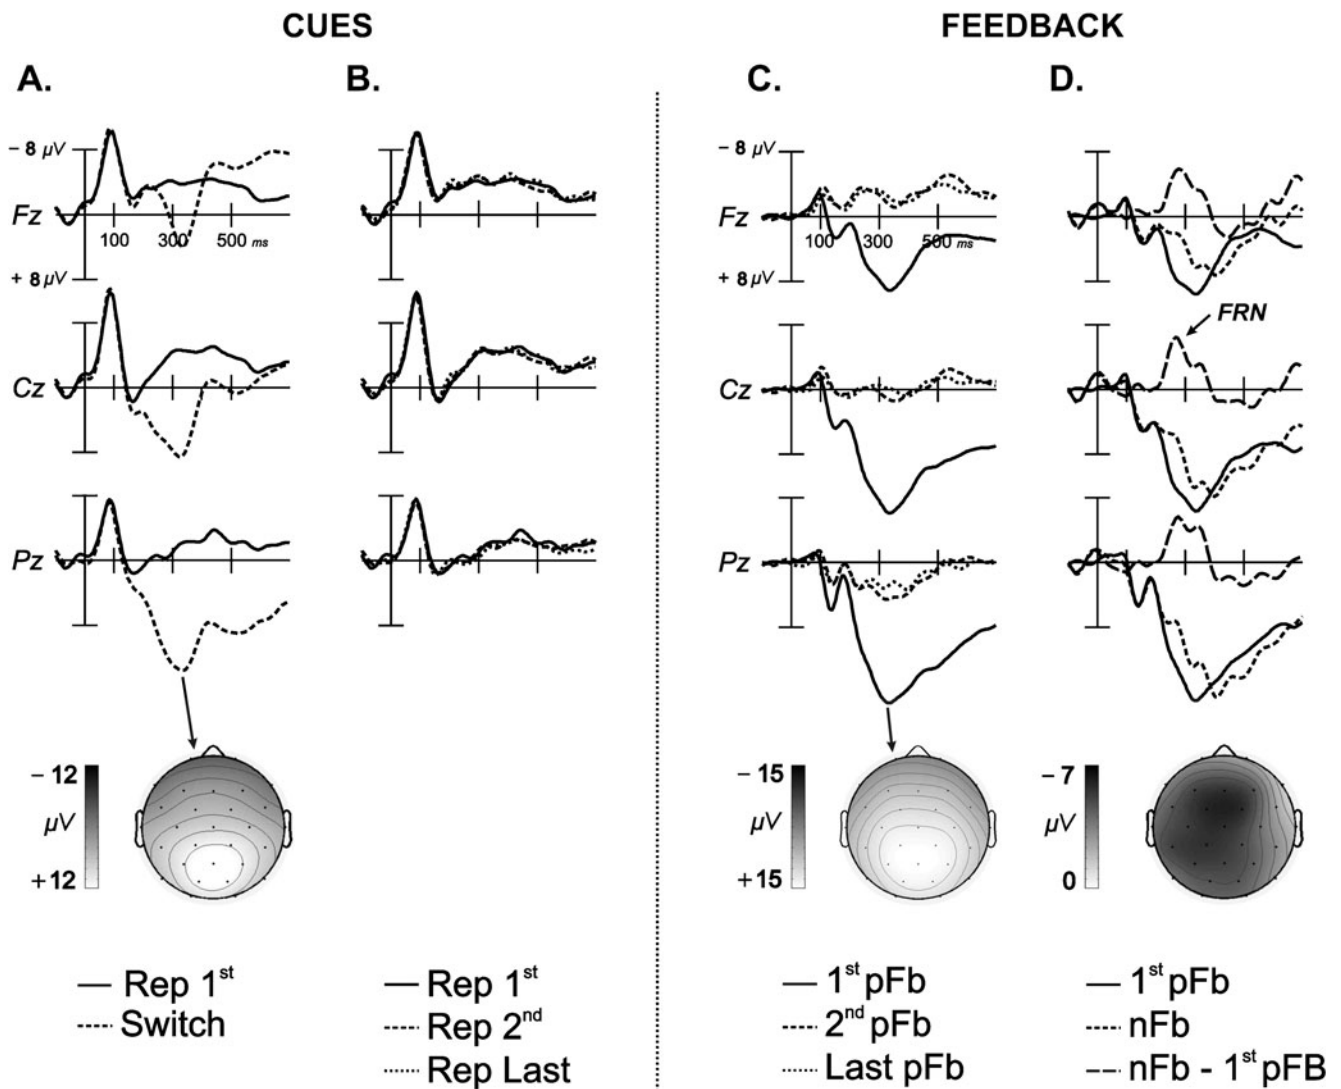 CUES
FEEDBACK
A.
B.
C.
D.
– 8 µV
Fz
100 300 500 ms
+ 8 µV
Cz
Pz
– 8 µV
Fz
100 300 500 ms
+ 8 µV
Cz
FRN
Pz
– 12
µV
+12
– 15
µV
+15
– 7
µV
0
Rep 1st
Switch
Rep 1st
Rep 2nd
Rep Last
1st pFb
2nd pFb
Last pFb
1st pFb
nFb
nFb - 1st pFB